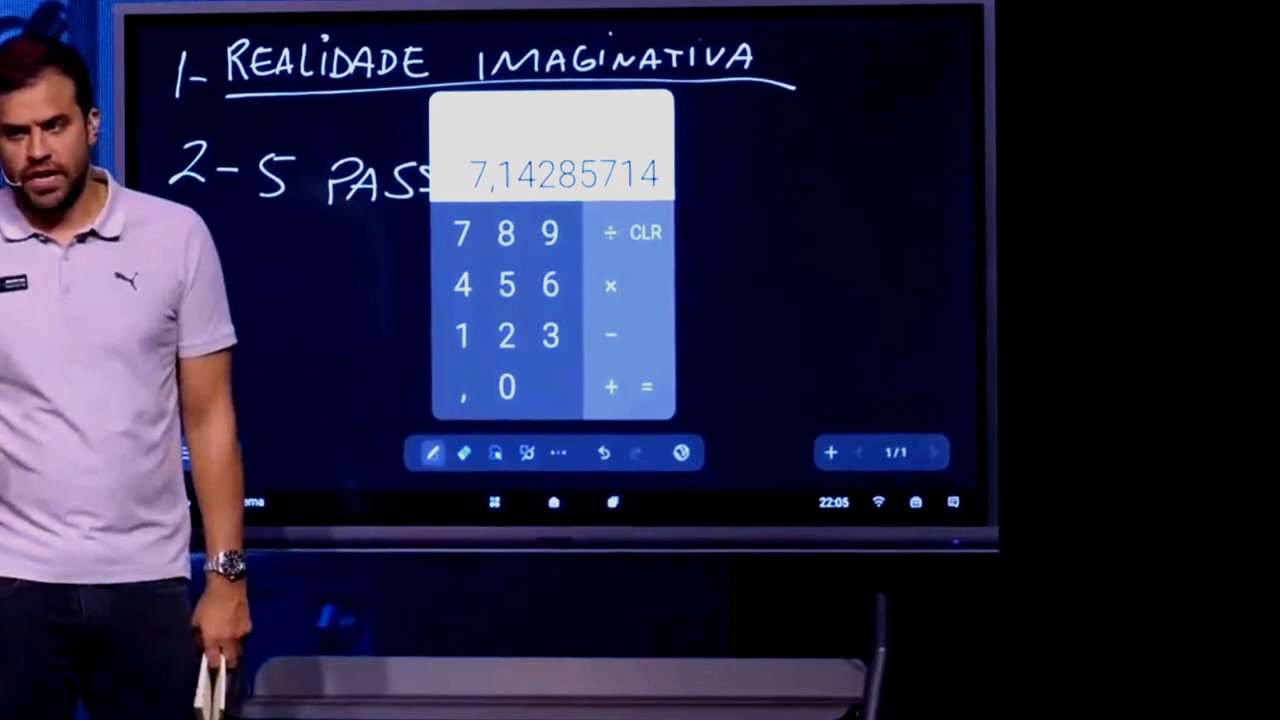 1- REALIDADE IMAGINATIVA
2- 5 PASS
7,14285714
7 8 9 ÷ CLR
4 5 6 ×
1 2 3 −
, 0 + =
1/1
ema
22:05